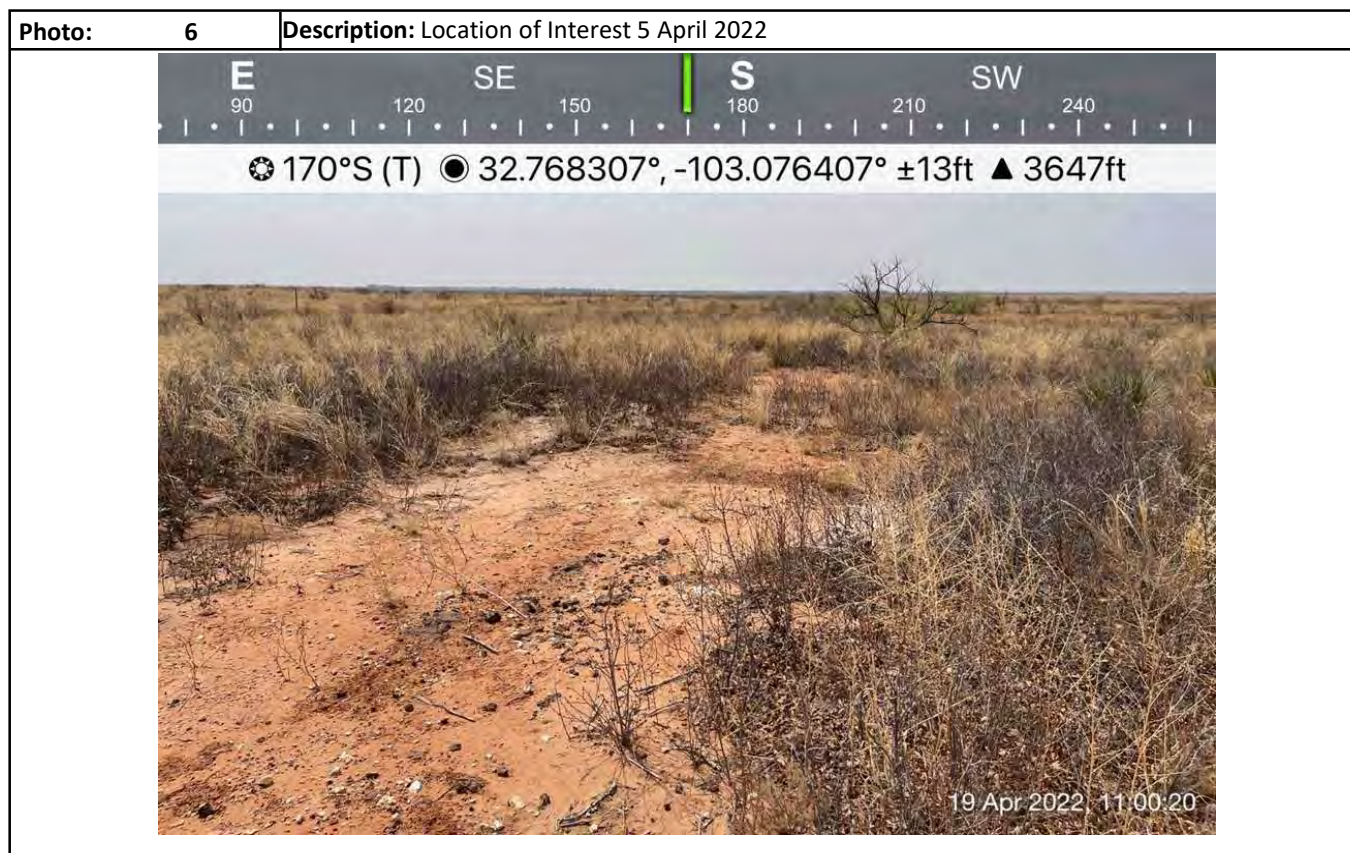 Photo: 6 Description: Location of Interest 5 April 2022
E SE S SW
90 120 150 180 210 240
170°S (T) 32.768307°, -103.076407° ±13ft ▲ 3647ft
19 Apr 2022, 11:00:20